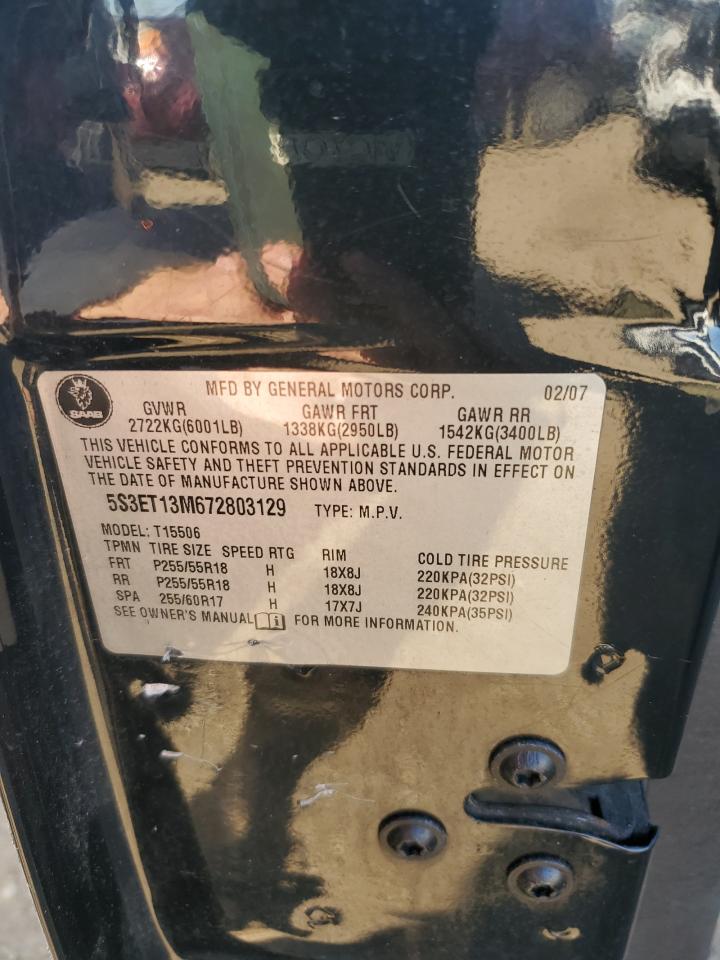 MFD BY GENERAL MOTORS CORP. 02/07
SAAB
GVWR GAWR FRT GAWR RR
2722KG(6001LB) 1338KG(2950LB) 1542KG(3400LB)
THIS VEHICLE CONFORMS TO ALL APPLICABLE U.S. FEDERAL MOTOR
VEHICLE SAFETY AND THEFT PREVENTION STANDARDS IN EFFECT ON
THE DATE OF MANUFACTURE SHOWN ABOVE.
5S3ET13M672803129 TYPE: M.P.V.
MODEL: T15506
TPMN TIRE SIZE SPEED RTG RIM COLD TIRE PRESSURE
FRT P255/55R18 H 18X8J 220KPA(32PSI)
RR P255/55R18 H 18X8J 220KPA(32PSI)
SPA 255/60R17 H 17X7J 240KPA(35PSI)
SEE OWNER'S MANUAL FOR MORE INFORMATION.